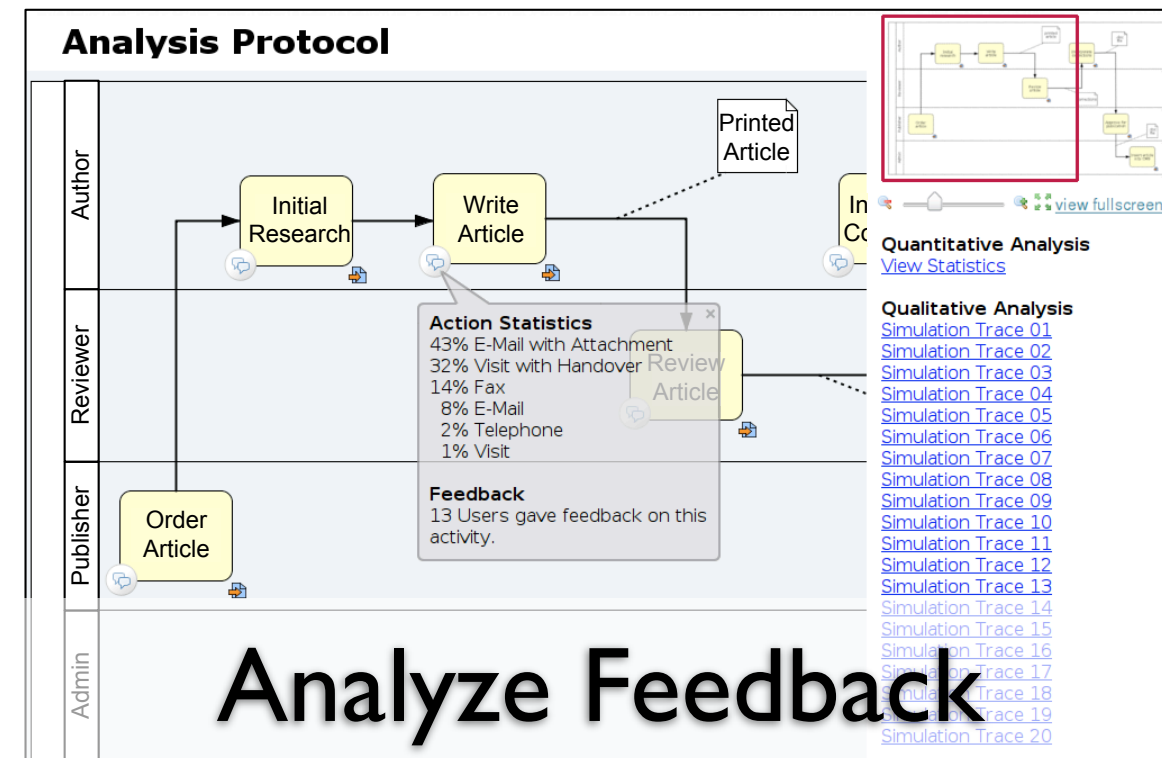 Analysis Protocol
Author
Initial
Research
Write
Article
Printed
Article
In
Co
Reviewer
Review
Article
Action Statistics
43% E-Mail with Attachment
32% Visit with Handover
14% Fax
8% E-Mail
2% Telephone
1% Visit
Feedback
13 Users gave feedback on this
activity.
Publisher
Order
Article
Admin
view fullscreen
Quantitative Analysis
View Statistics
Qualitative Analysis
Simulation Trace 01
Simulation Trace 02
Simulation Trace 03
Simulation Trace 04
Simulation Trace 05
Simulation Trace 06
Simulation Trace 07
Simulation Trace 08
Simulation Trace 09
Simulation Trace 10
Simulation Trace 11
Simulation Trace 12
Simulation Trace 13
Simulation Trace 14
Simulation Trace 15
Simulation Trace 16
Simulation Trace 17
Simulation Trace 18
Simulation Trace 19
Simulation Trace 20
Analyze Feedback